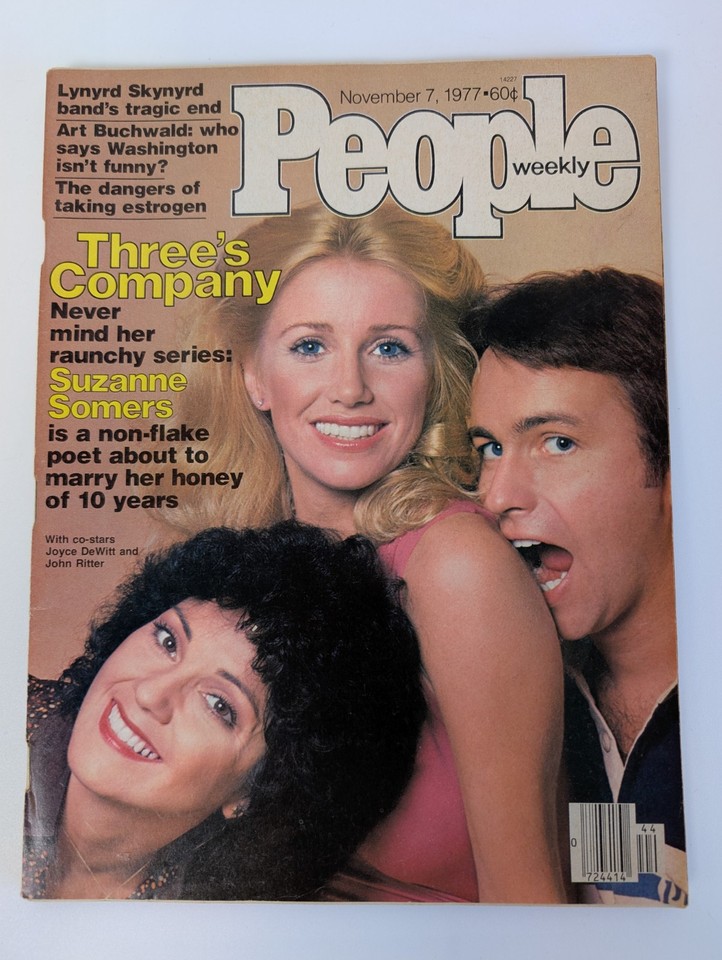 Lynyrd Skynyrd
band's tragic end
Art Buchwald: who
says Washington
isn't funny?
The dangers of
taking estrogen
14227
November 7, 1977▪60¢
People
weekly
Three's
Company
Never
mind her
raunchy series:
Suzanne
Somers
is a non-flake
poet about to
marry her honey
of 10 years
With co-stars
Joyce DeWitt and
John Ritter
44
0
724414